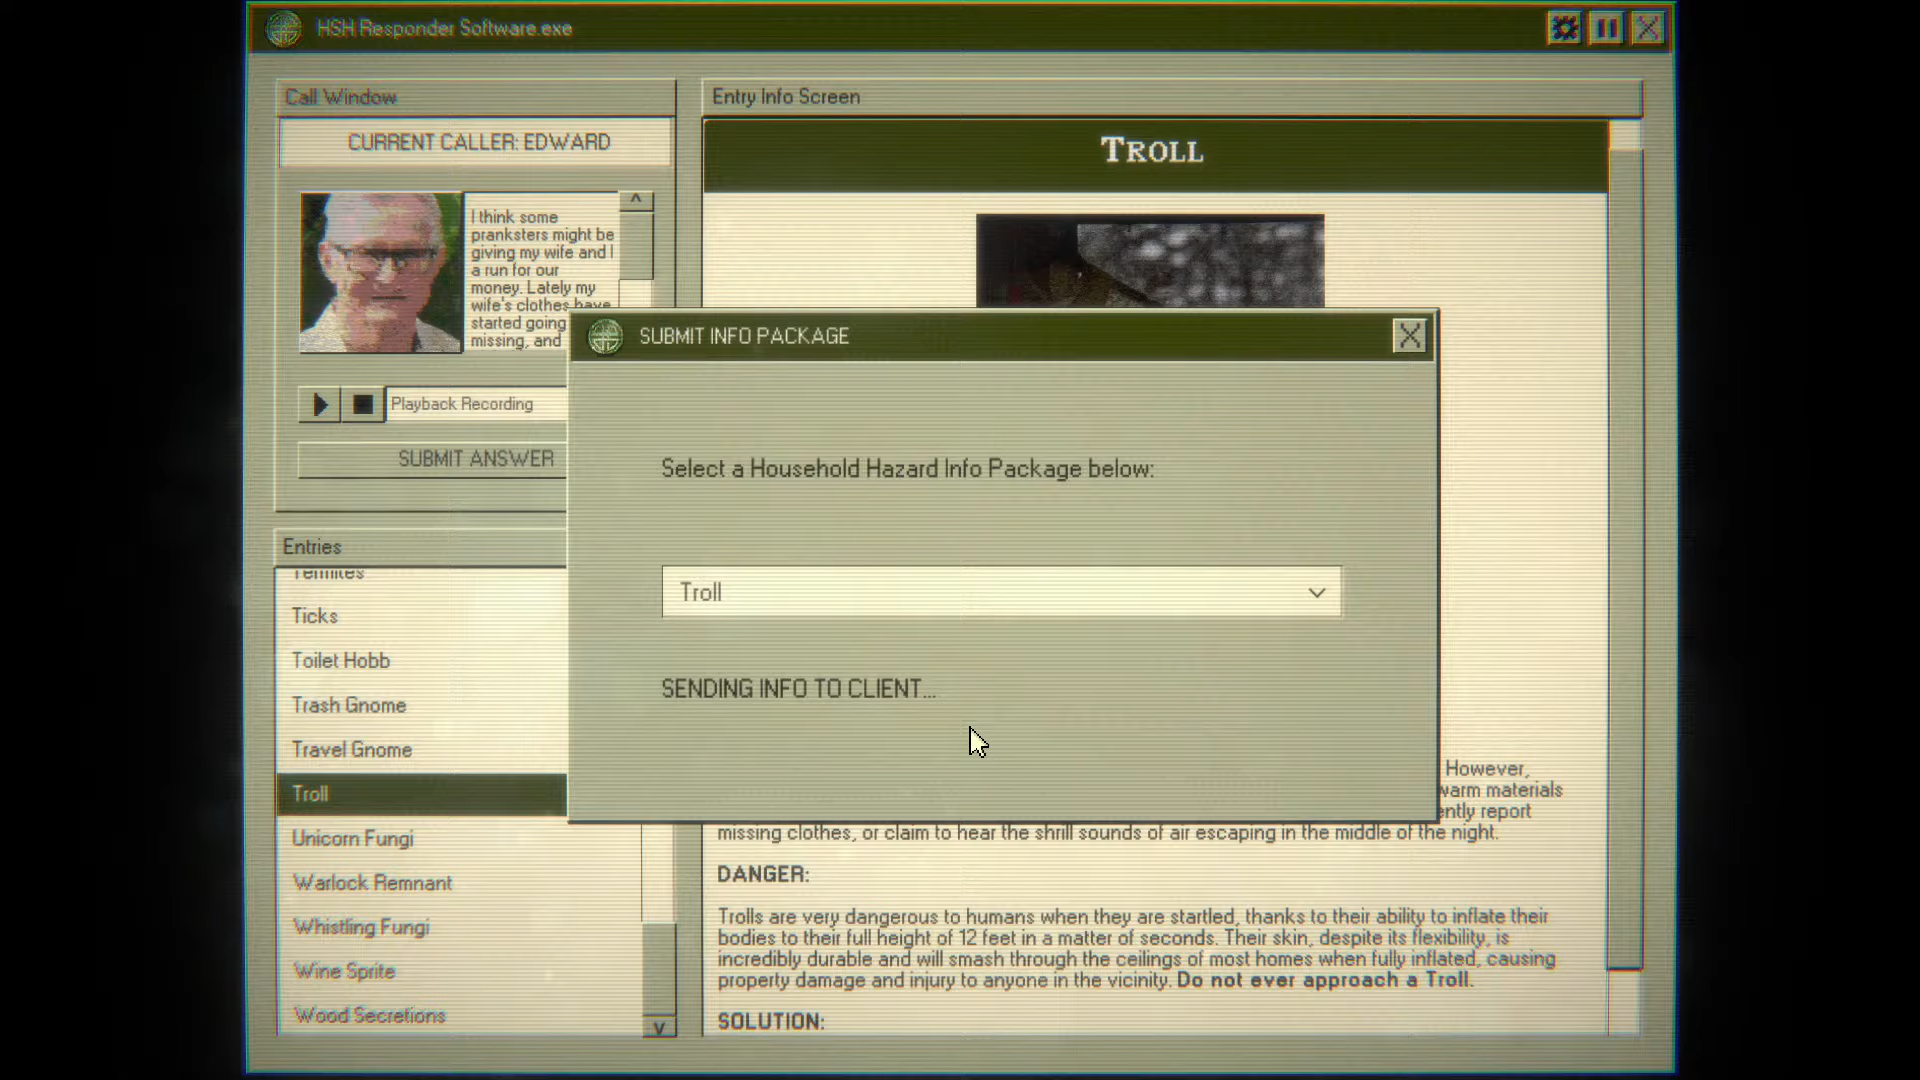 HSH Responder Software.exe
Call Window
CURRENT CALLER: EDWARD
I think some
pranksters might be
giving my wife and I
a run for our
money. Lately my
wife's clothes have
started going
missing, and
Playback Recording
SUBMIT ANSWER
Entries
Termites
Ticks
Toilet Hobb
Trash Gnome
Travel Gnome
Troll
Unicorn Fungi
Warlock Remnant
Whistling Fungi
Wine Sprite
Wood Secretions
Entry Info Screen
TROLL
SUBMIT INFO PACKAGE
Select a Household Hazard Info Package below:
Troll
SENDING INFO TO CLIENT...
However,
warm materials
ently report
missing clothes, or claim to hear the shrill sounds of air escaping in the middle of the night.
DANGER:
Trolls are very dangerous to humans when they are startled, thanks to their ability to inflate their
bodies to their full height of 12 feet in a matter of seconds. Their skin, despite its flexibility, is
incredibly durable and will smash through the ceilings of most homes when fully inflated, causing
property damage and injury to anyone in the vicinity. Do not ever approach a Troll.
SOLUTION: